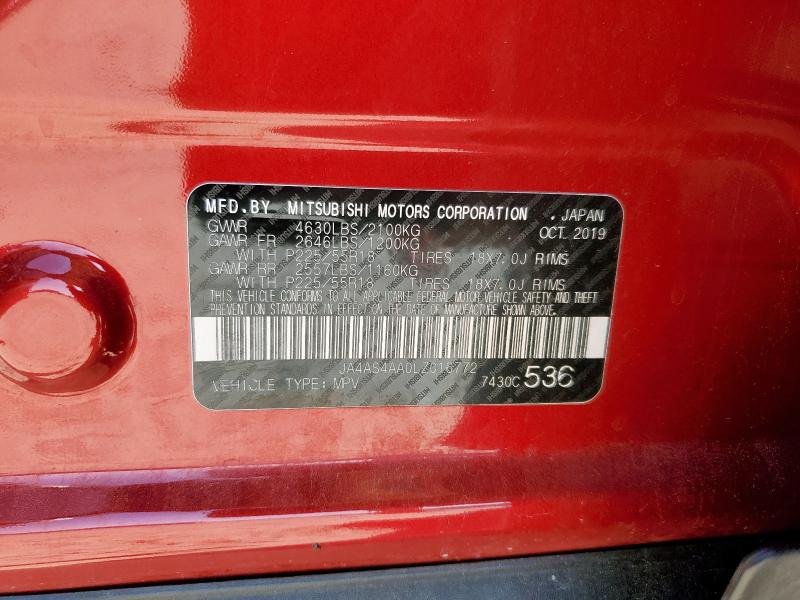 MFD.BY MITSUBISHI MOTORS CORPORATION . JAPAN
GVWR 4630LBS/2100KG OCT. 2019
GAWR FR 2646LBS/1200KG
WITH P225/55R18 TIRES 18X7.0J RIMS
GAWR RR 2557LBS/1160KG
WITH P225/55R18 TIRES 18X7.0J RIMS
THIS VEHICLE CONFORMS TO ALL APPLICABLE FEDERAL MOTOR VEHICLE SAFETY AND THEFT
PREVENTION STANDARDS IN EFFECT ON THE DATE OF MANUFACTURE SHOWN ABOVE.
JA4AS4AA0LZ016772
VEHICLE TYPE: MPV 7430C 536